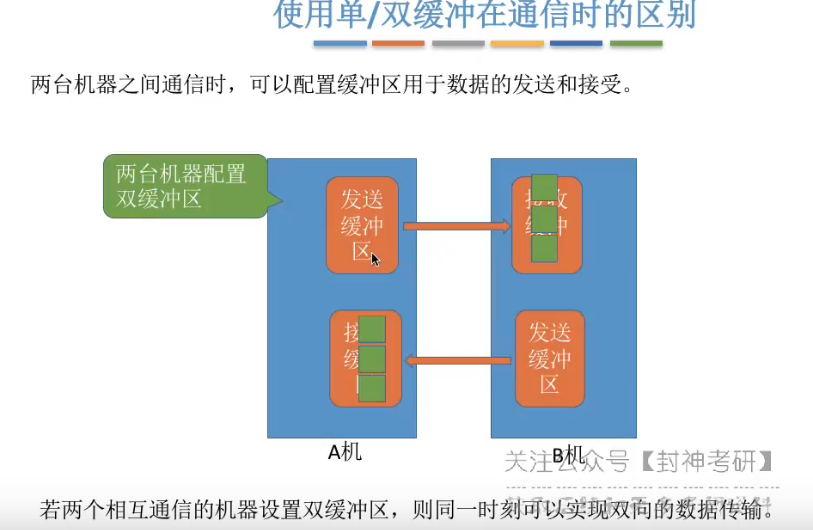 使用单/双缓冲在通信时的区别
两台机器之间通信时，可以配置缓冲区用于数据的发送和接受。
两台机器配置
双缓冲区
发送
缓冲
区
接收
缓冲
接
缓
发送
缓冲
区
A机
B机
关注公众号【封神考研】
若两个相互通信的机器设置双缓冲区，则同一时刻可以实现双向的数据传输。